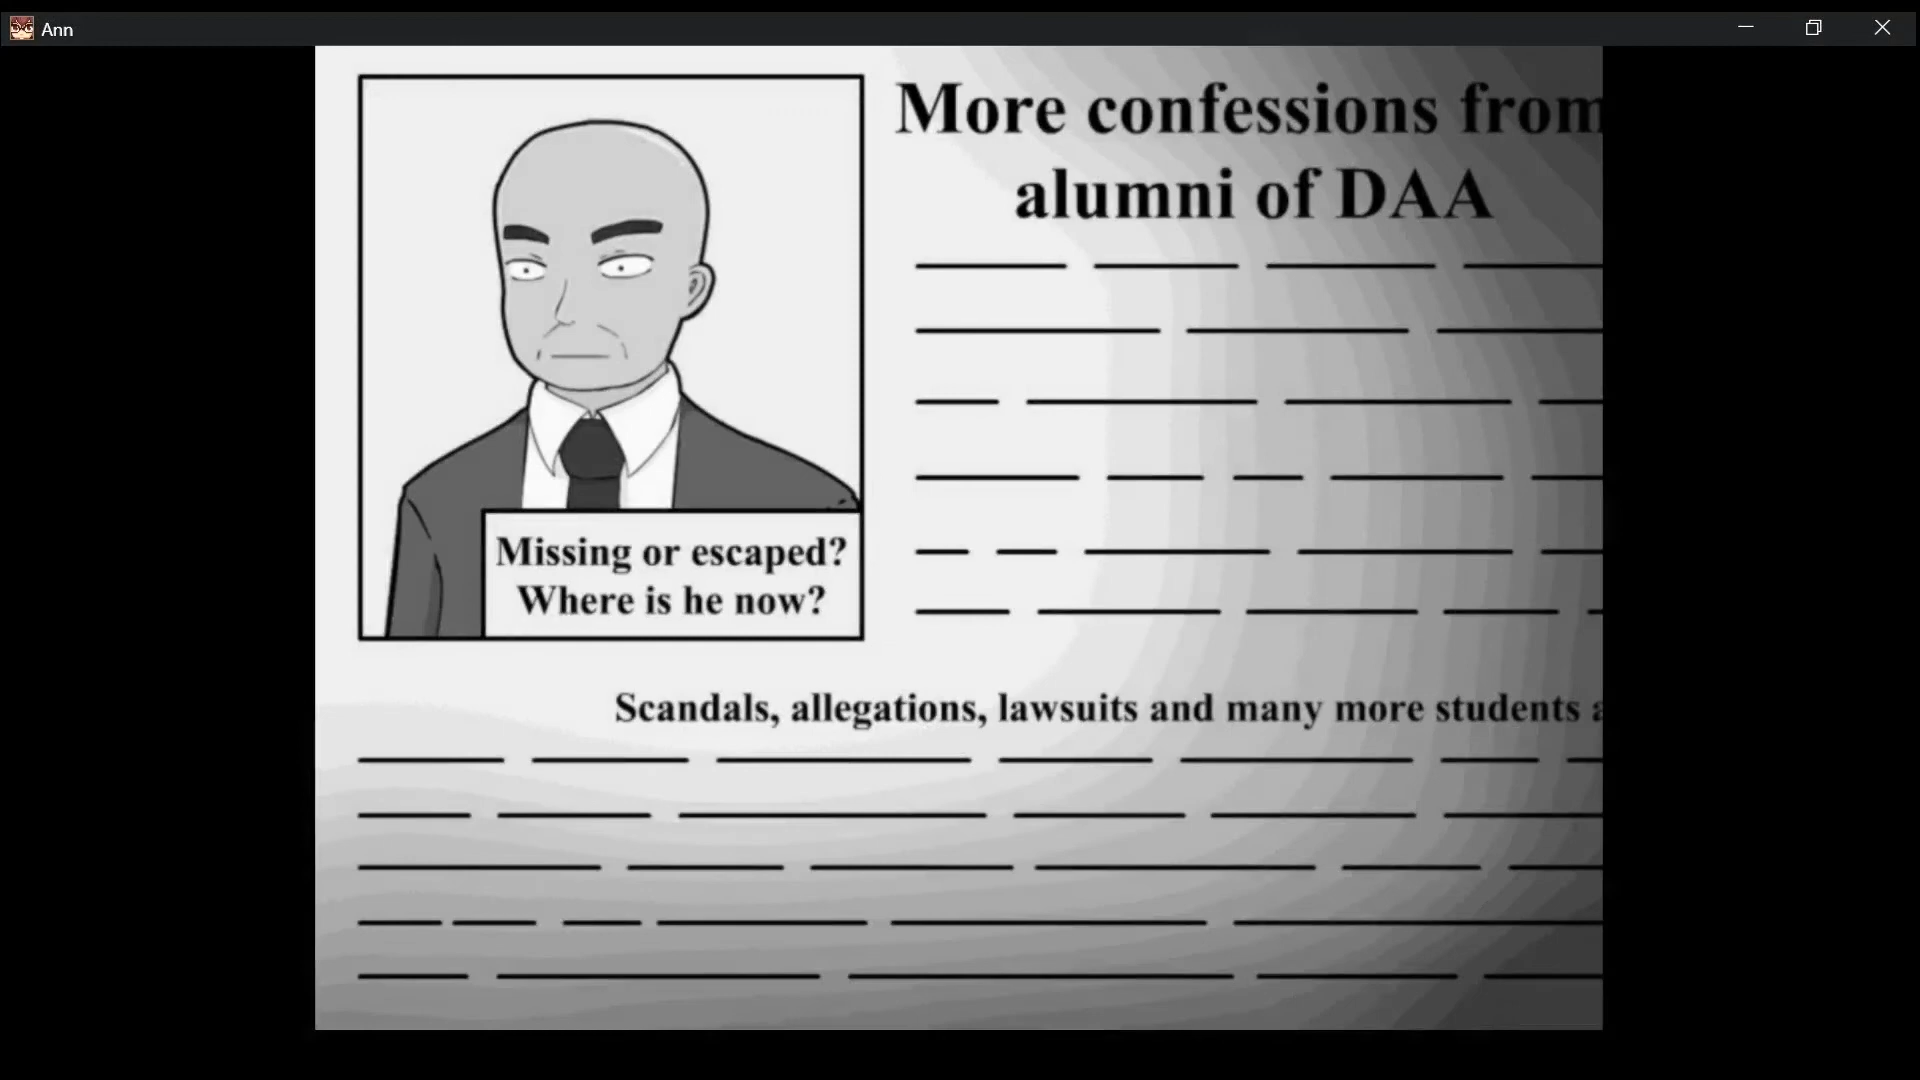 Ann
More confessions from
alumni of DAA
Missing or escaped?
Where is he now?
Scandals, allegations, lawsuits and many more students